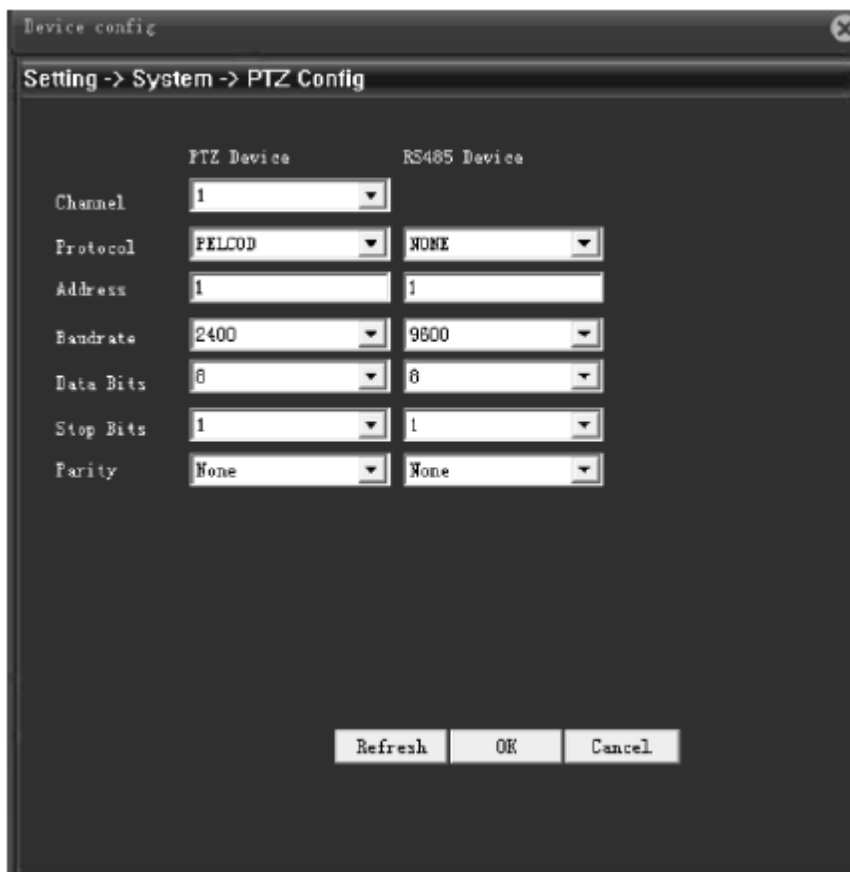 Device config
Setting -> System -> PTZ Config
PTZ Device RS485 Device
Channel 1
Protocol PELCOD NONE
Address 1 1
Baudrate 2400 9600
Data Bits 8 8
Stop Bits 1 1
Parity None None
Refresh OK Cancel